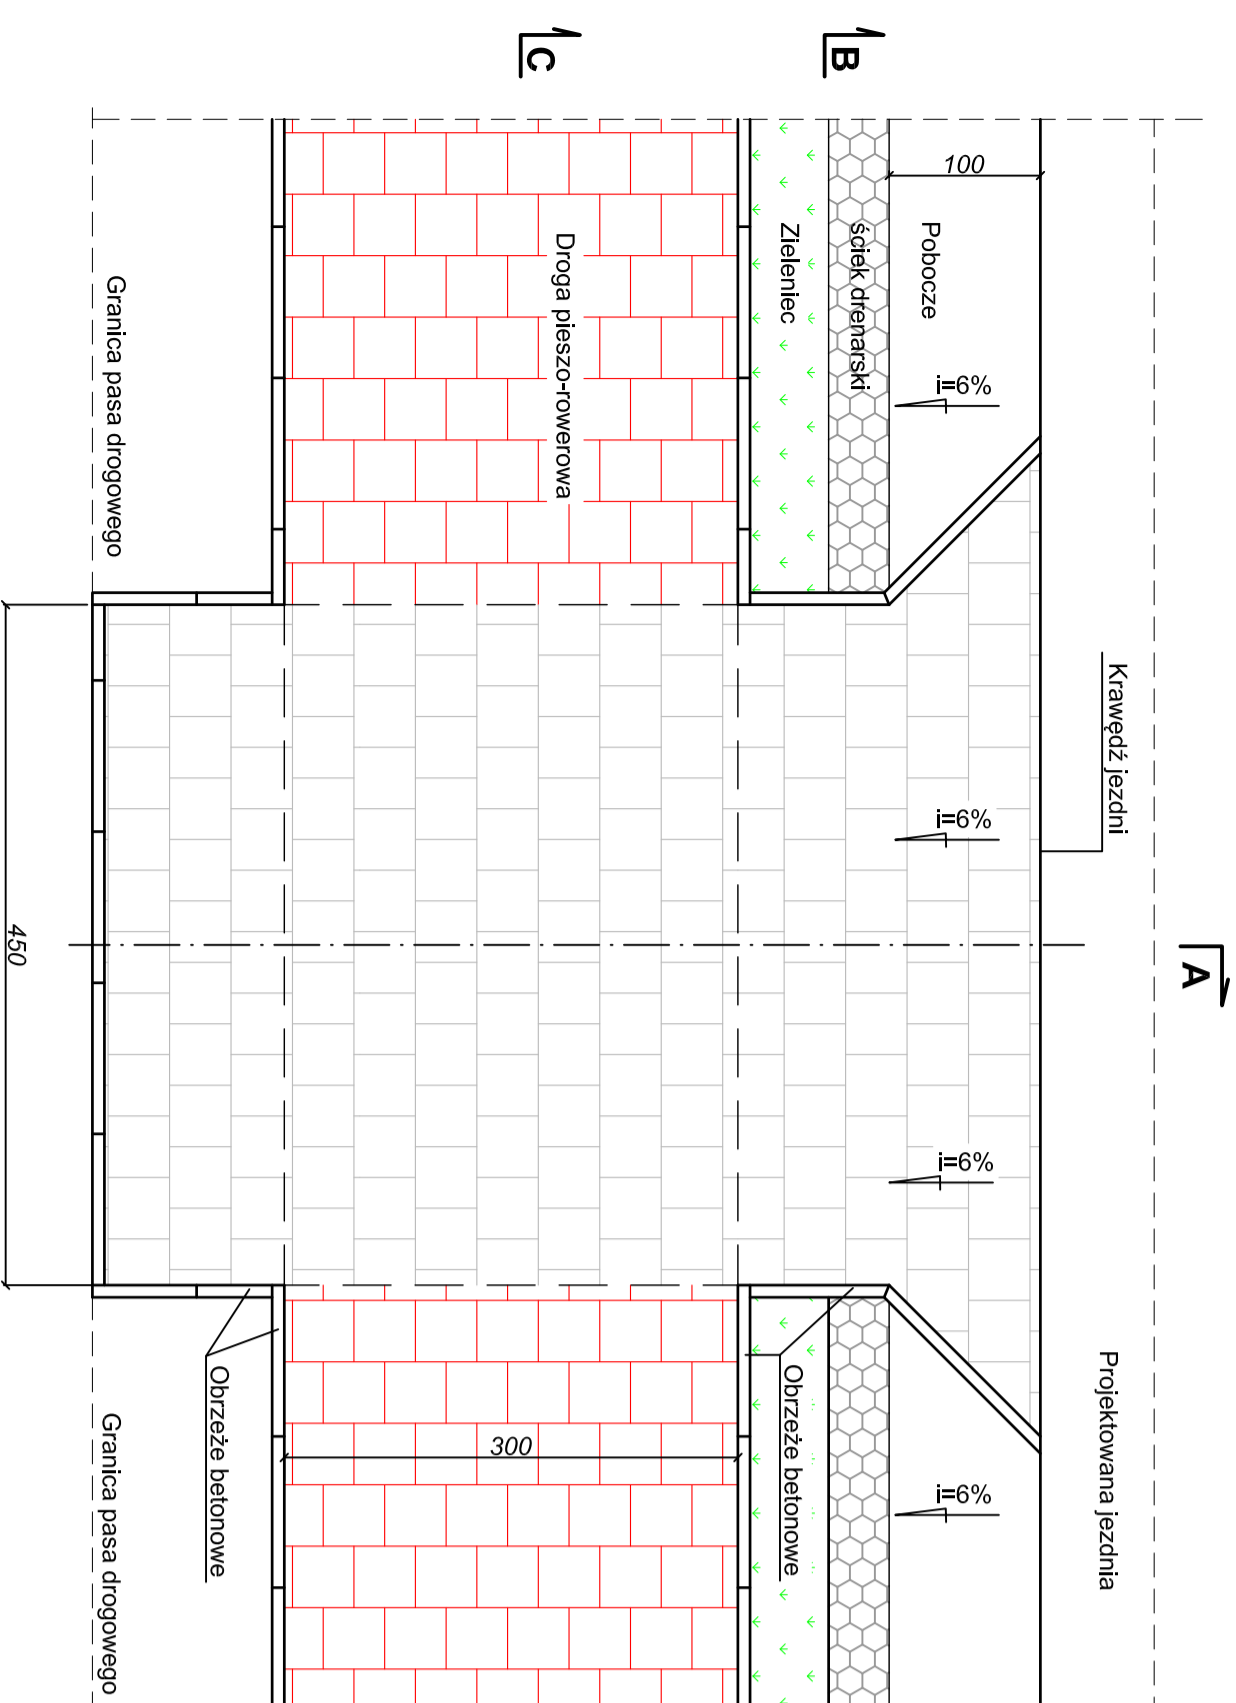 C
B
100
Pobocze
ściek drenarski
Zieleniec
Droga pieszo-rowerowa
Granica pasa drogowego
i=6%
Krawędź jezdni
i=6%
A
450
i=6%
Projektowana jezdnia
Obrzeże betonowe
Obrzeże betonowe
300
i=6%
Granica pasa drogowego